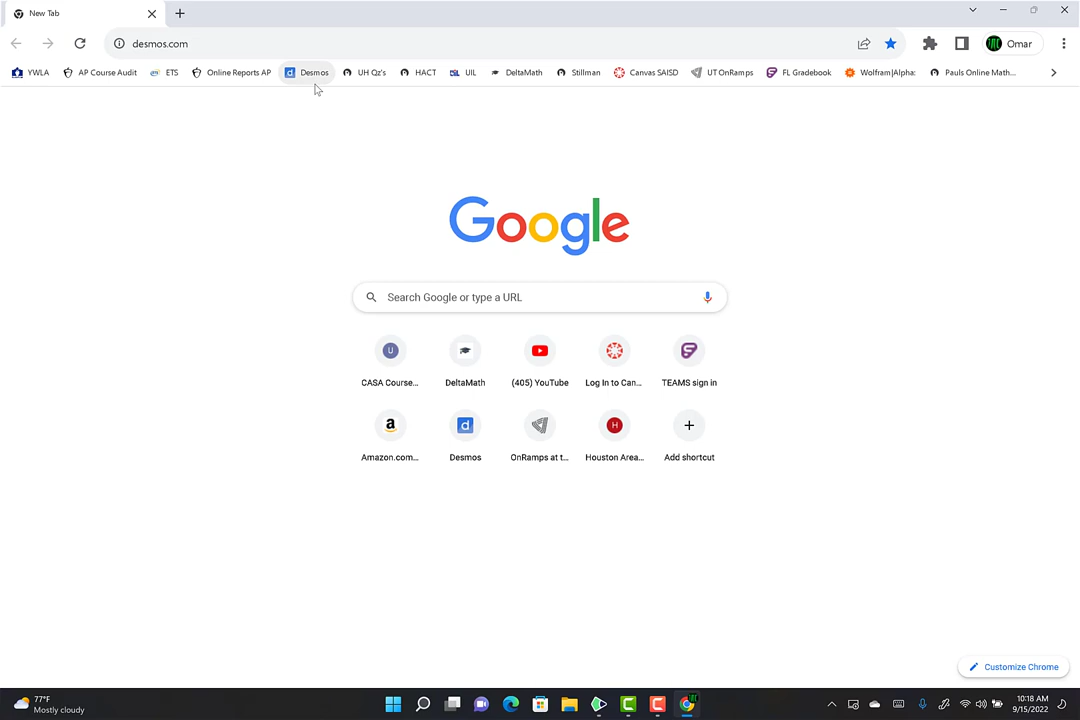 New Tab
desmos.com
Omar
YWLA AP Course Audit ETS Online Reports AP Desmos UH Qz's HACT UIL DeltaMath Stillman Canvas SAISD UT OnRamps FL Gradebook Wolfram|Alpha: Pauls Online Math...
Google
Search Google or type a URL
U
CASA Course... DeltaMath (405) YouTube Log In to Can... TEAMS sign in
a d H
Amazon.com... Desmos OnRamps at t... Houston Area... Add shortcut
Customize Chrome
77°F
Mostly cloudy
10:18 AM
9/15/2022